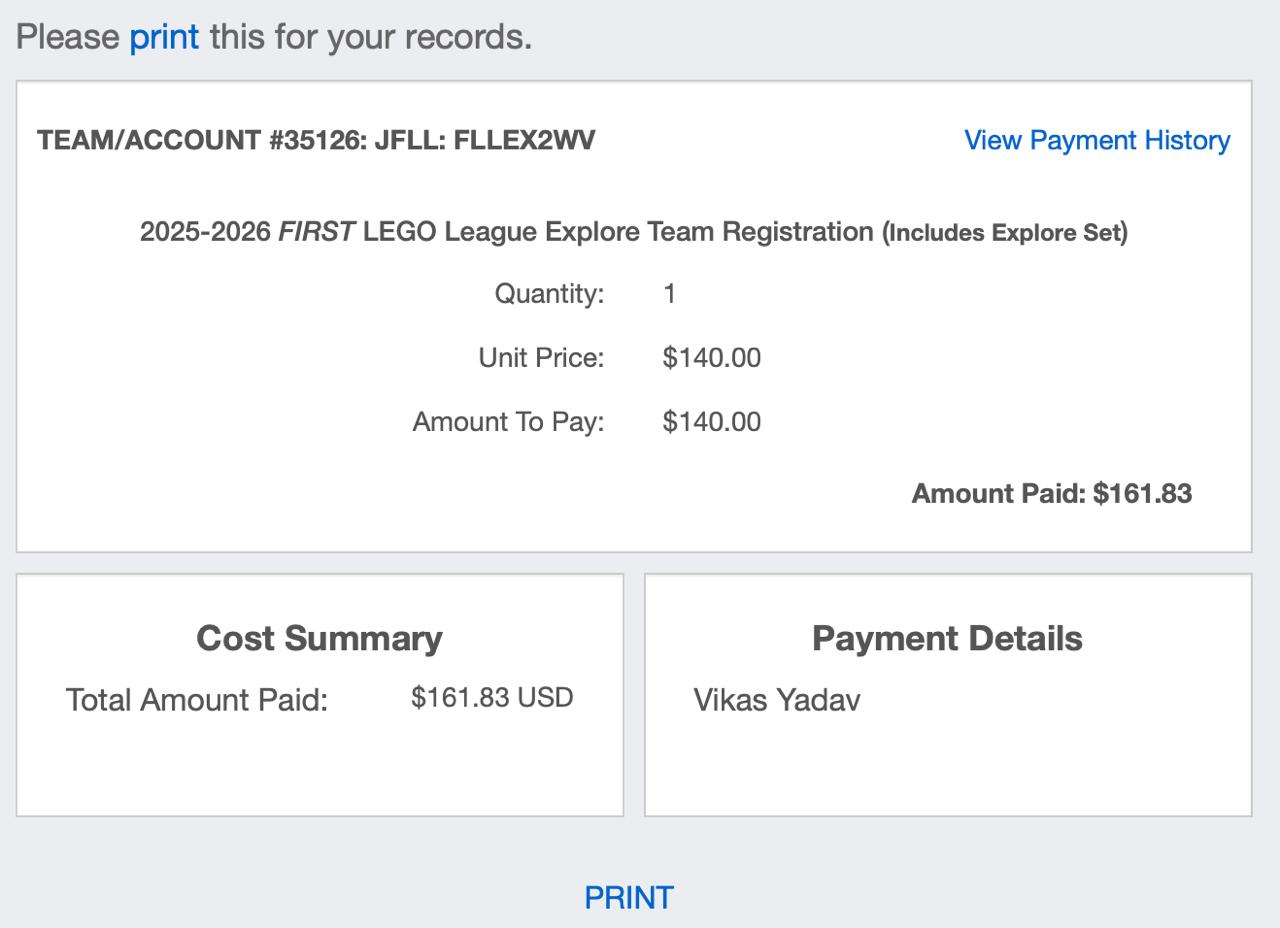 Please print this for your records.
TEAM/ACCOUNT #35126: JFLL: FLLEX2WV
View Payment History
2025-2026 FIRST LEGO League Explore Team Registration (Includes Explore Set)
Quantity: 1
Unit Price: $140.00
Amount To Pay: $140.00
Amount Paid: $161.83
Cost Summary
Total Amount Paid: $161.83 USD
Payment Details
Vikas Yadav
PRINT